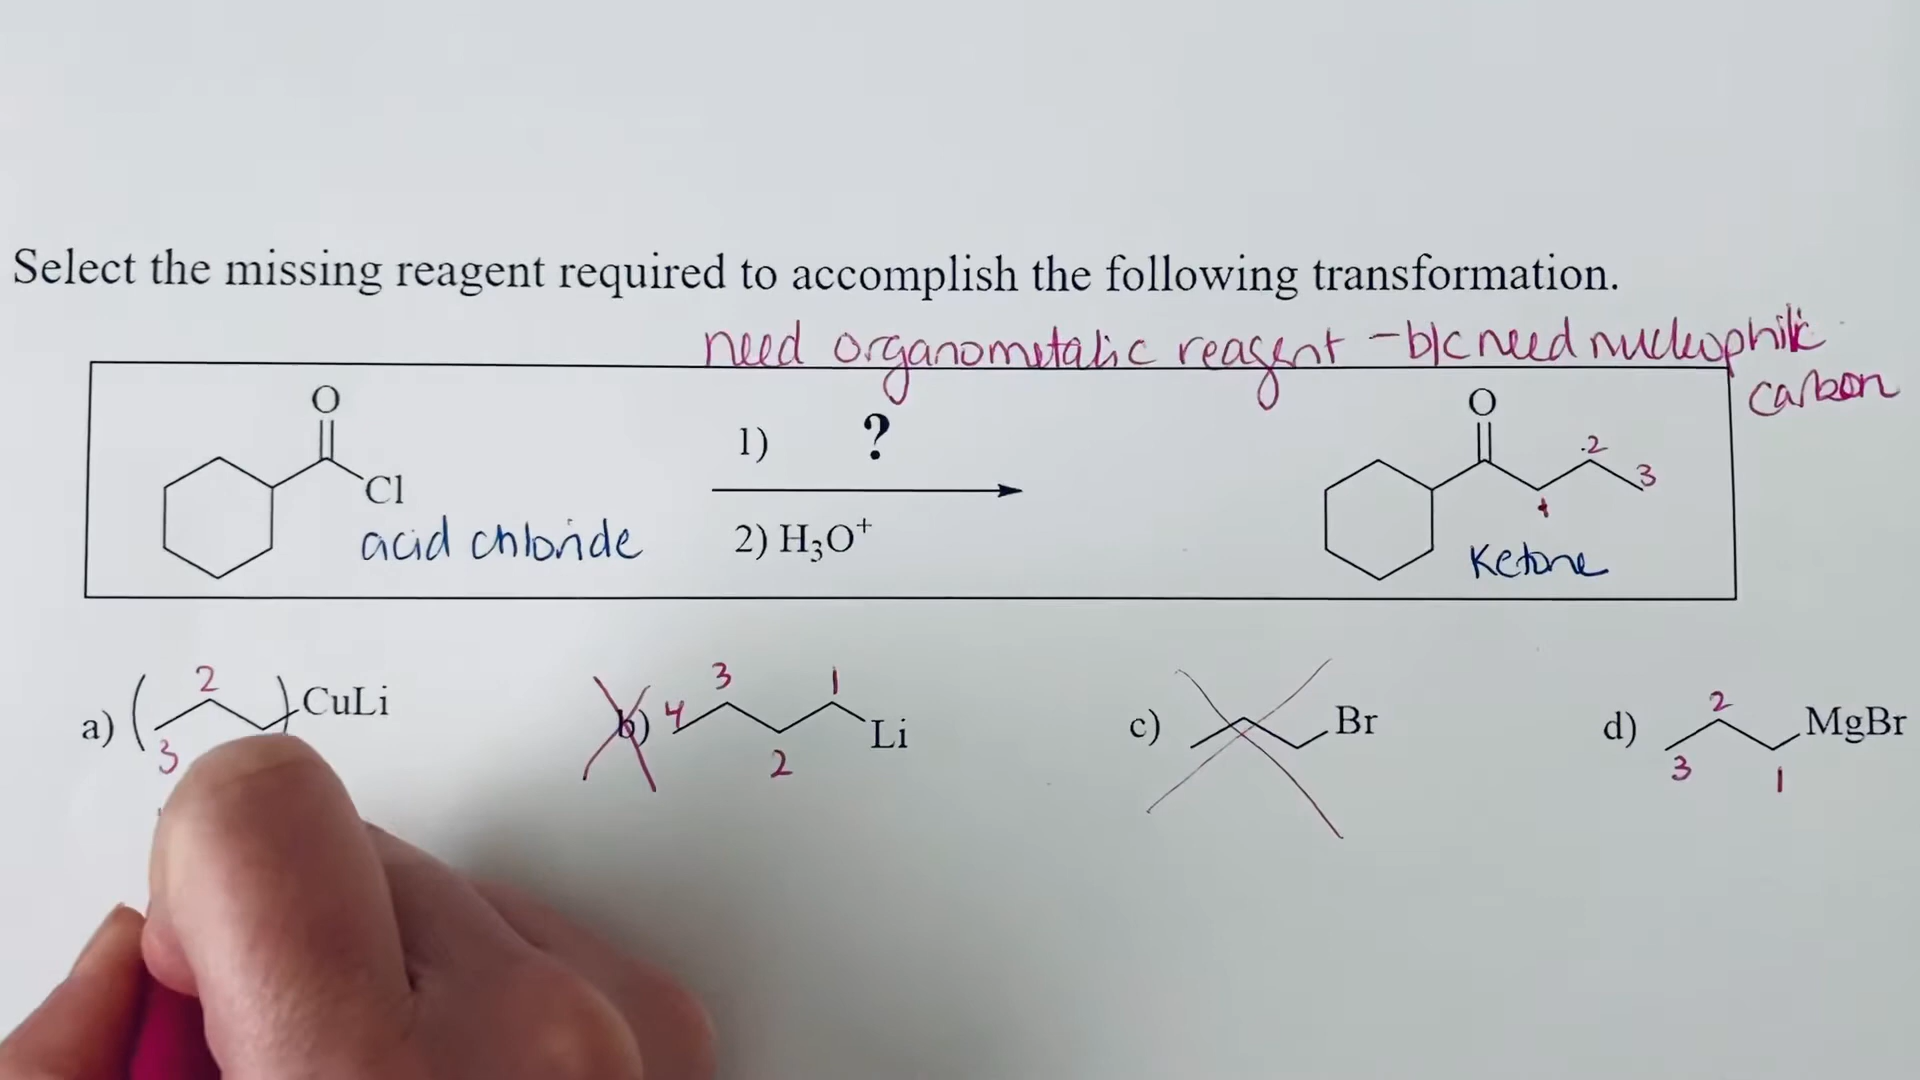 Select the missing reagent required to accomplish the following transformation.
need organometalic reagent - b/c need nucleophilic
carbon
O
Cl
acid chloride
1) ?
2) H₃O⁺
O
2
3
1
Ketone
a) ( ) CuLi
2
3
b) Li
4
3
1
2
c) Br
d) MgBr
2
3
1